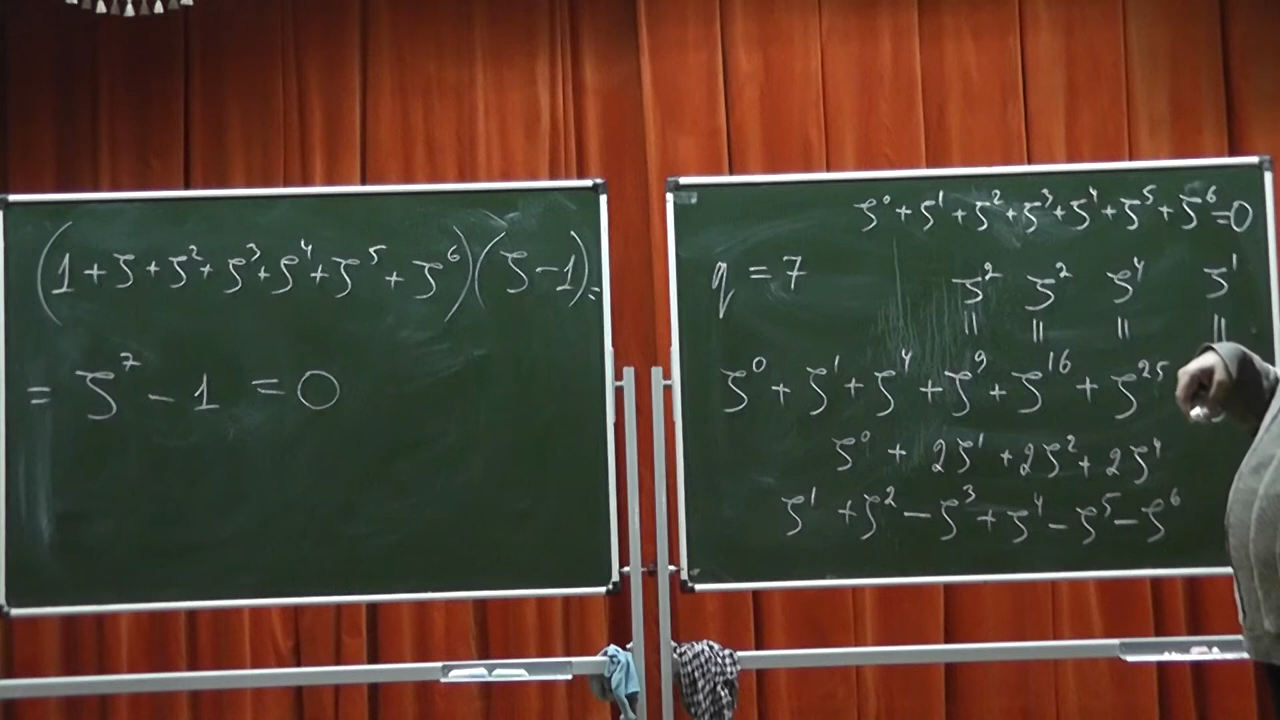 (1 + ζ + ζ² + ζ³ + ζ⁴ + ζ⁵ + ζ⁶)(ζ − 1) =
= ζ⁷ − 1 = 0
ζ⁰ + ζ¹ + ζ² + ζ³ + ζ⁴ + ζ⁵ + ζ⁶ = 0
q = 7 ζ² ζ² ζ⁴ ζ¹
|| || || ||
ζ⁰ + ζ¹ + ζ⁴ + ζ⁹ + ζ¹⁶ + ζ²⁵
ζ⁰ + 2ζ¹ + 2ζ² + 2ζ⁴
ζ¹ + ζ² − ζ³ + ζ⁴ − ζ⁵ − ζ⁶